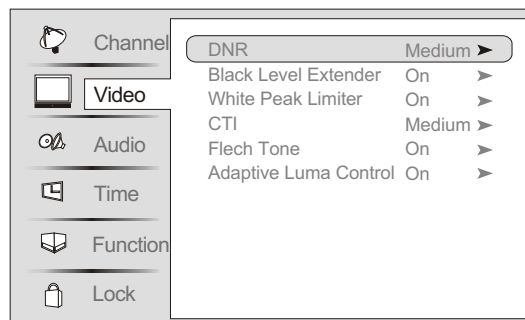 Channel
Video
Audio
Time
Function
Lock
DNR Medium
Black Level Extender On
White Peak Limiter On
CTI Medium
Flech Tone On
Adaptive Luma Control On